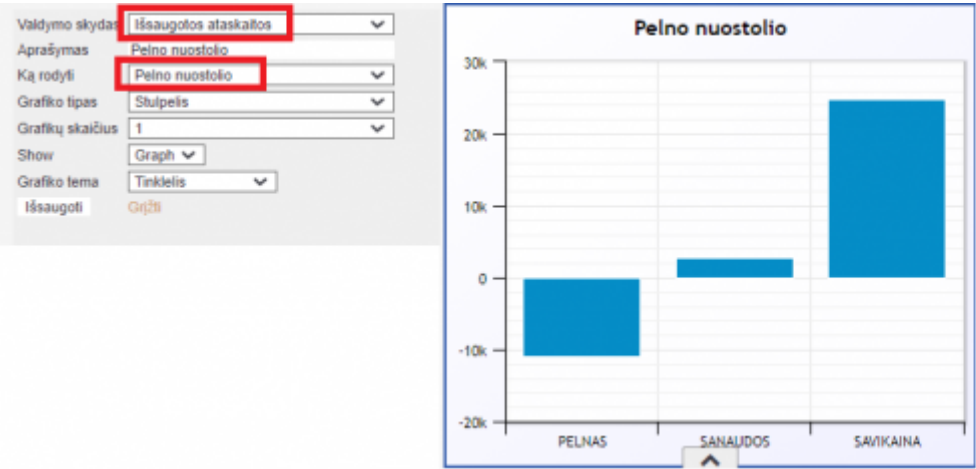 Valdymo skydas Išsaugotos ataskaitos
Aprašymas Pelno nuostolio
Ką rodyti Pelno nuostolio
Grafiko tipas Stulpelis
Grafikų skaičius 1
Show Graph
Grafiko tema Tinklelis
Išsaugoti Grįžti
Pelno nuostolio
30k
20k
10k
0
-10k
-20k
PELNAS SANAUDOS SAVIKAINA